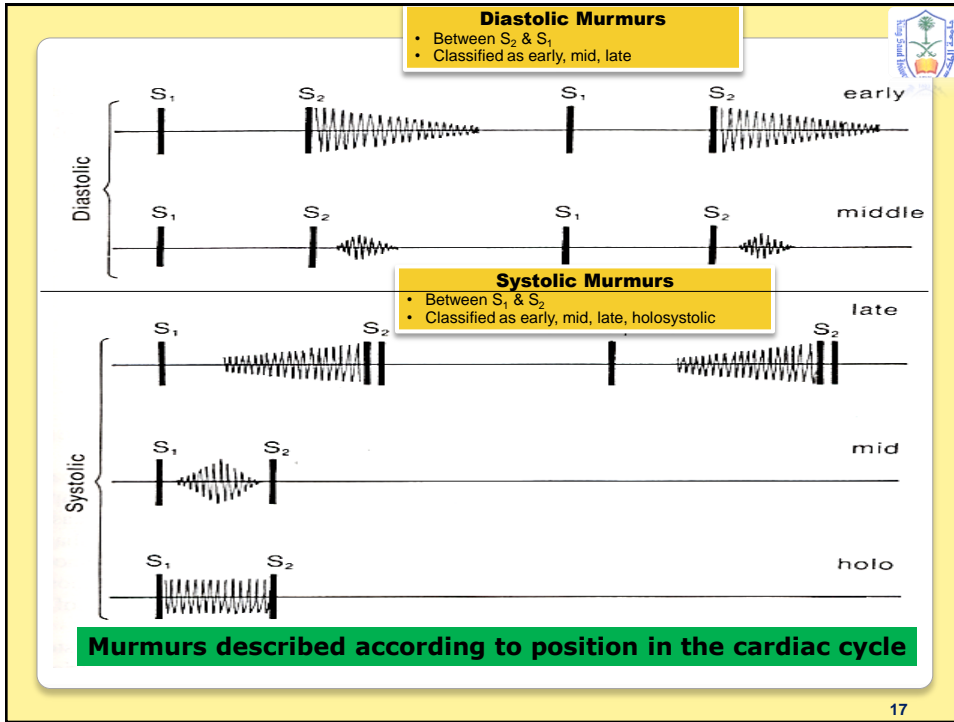 Diastolic Murmurs
• Between S₂ & S₁
• Classified as early, mid, late
King Saud
S₁ S₂ S₁ S₂ early
Diastolic
S₁ S₂ S₁ S₂ middle
Systolic Murmurs
• Between S₁ & S₂
• Classified as early, mid, late, holosystolic
late
S₁ S₂ S₂
Systolic
S₁ S₂ mid
S₁ S₂ holo
Murmurs described according to position in the cardiac cycle
17